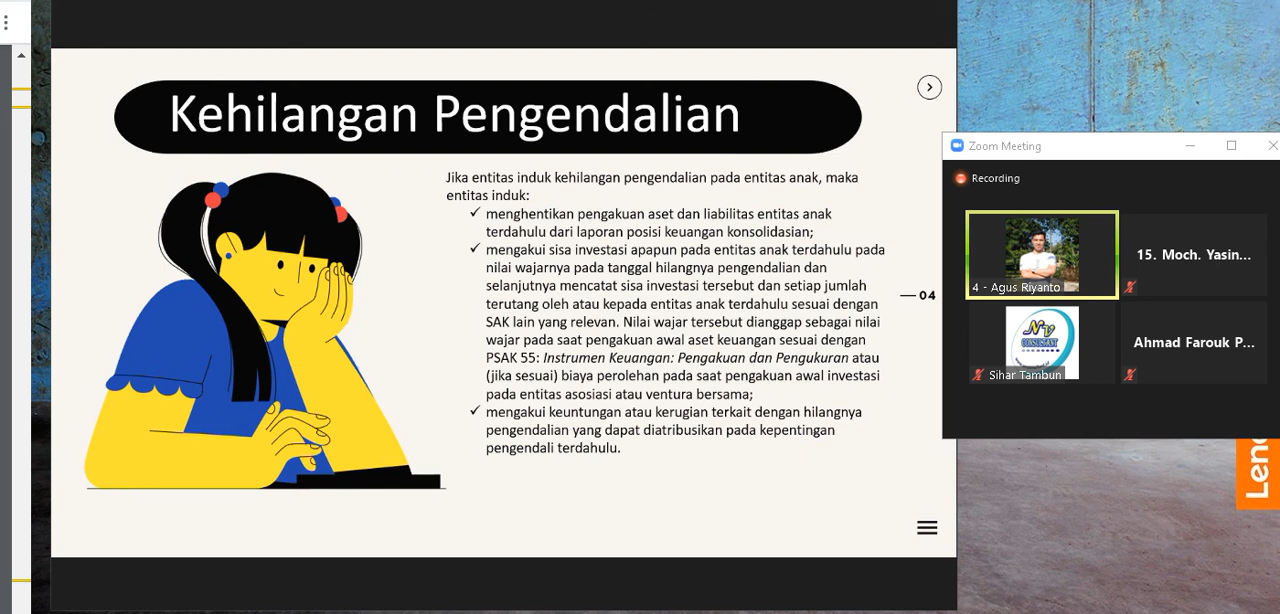 Kehilangan Pengendalian
Jika entitas induk kehilangan pengendalian pada entitas anak, maka
entitas induk:
✓ menghentikan pengakuan aset dan liabilitas entitas anak
terdahulu dari laporan posisi keuangan konsolidasian;
✓ mengakui sisa investasi apapun pada entitas anak terdahulu pada
nilai wajarnya pada tanggal hilangnya pengendalian dan
selanjutnya mencatat sisa investasi tersebut dan setiap jumlah
terutang oleh atau kepada entitas anak terdahulu sesuai dengan
SAK lain yang relevan. Nilai wajar tersebut dianggap sebagai nilai
wajar pada saat pengakuan awal aset keuangan sesuai dengan
PSAK 55: Instrumen Keuangan: Pengakuan dan Pengukuran atau
(jika sesuai) biaya perolehan pada saat pengakuan awal investasi
pada entitas asosiasi atau ventura bersama;
✓ mengakui keuntungan atau kerugian terkait dengan hilangnya
pengendalian yang dapat diatribusikan pada kepentingan
pengendali terdahulu.
— 04
Zoom Meeting
Recording
4 - Agus Riyanto
15. Moch. Yasin...
NV
CONSULTANT
Sihar Tambun
Ahmad Farouk P...
Leno